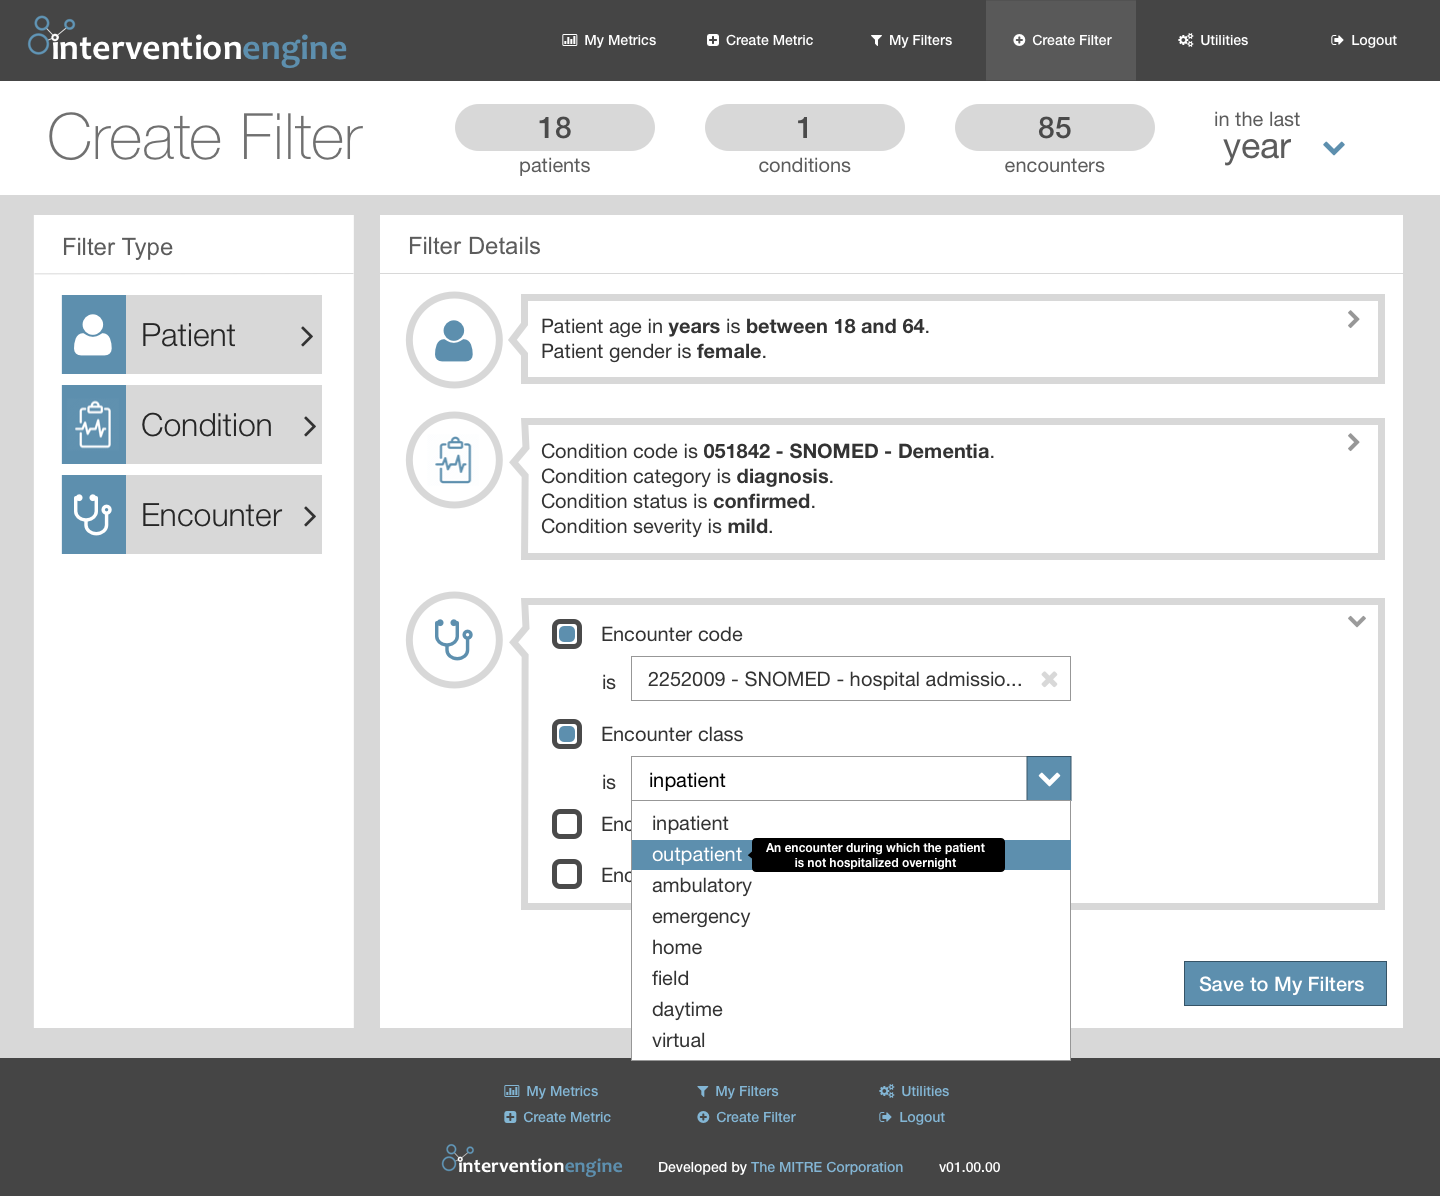 interventionengine
My Metrics
Create Metric
My Filters
Create Filter
Utilities
Logout
Create Filter
18
patients
1
conditions
85
encounters
in the last
year
Filter Type
Patient
Condition
Encounter
Filter Details
Patient age in years is between 18 and 64.
Patient gender is female.
Condition code is 051842 - SNOMED - Dementia.
Condition category is diagnosis.
Condition status is confirmed.
Condition severity is mild.
Encounter code
is
2252009 - SNOMED - hospital admissio...
Encounter class
is
inpatient
inpatient
outpatient
An encounter during which the patient
is not hospitalized overnight
ambulatory
emergency
home
field
daytime
virtual
Save to My Filters
My Metrics
My Filters
Utilities
Create Metric
Create Filter
Logout
interventionengine
Developed by The MITRE Corporation
v01.00.00